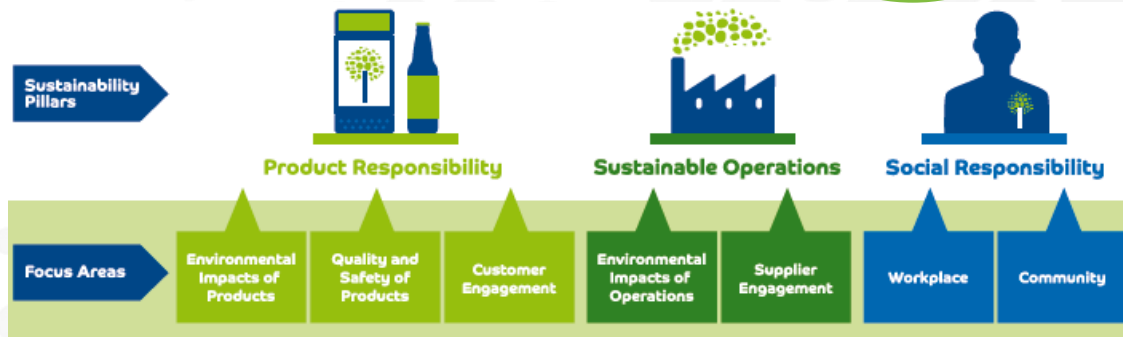 Sustainability
Pillars
Product Responsibility
Sustainable Operations
Social Responsibility
Focus Areas
Environmental
Impacts of
Products
Quality and
Safety of
Products
Customer
Engagement
Environmental
Impacts of
Operations
Supplier
Engagement
Workplace
Community